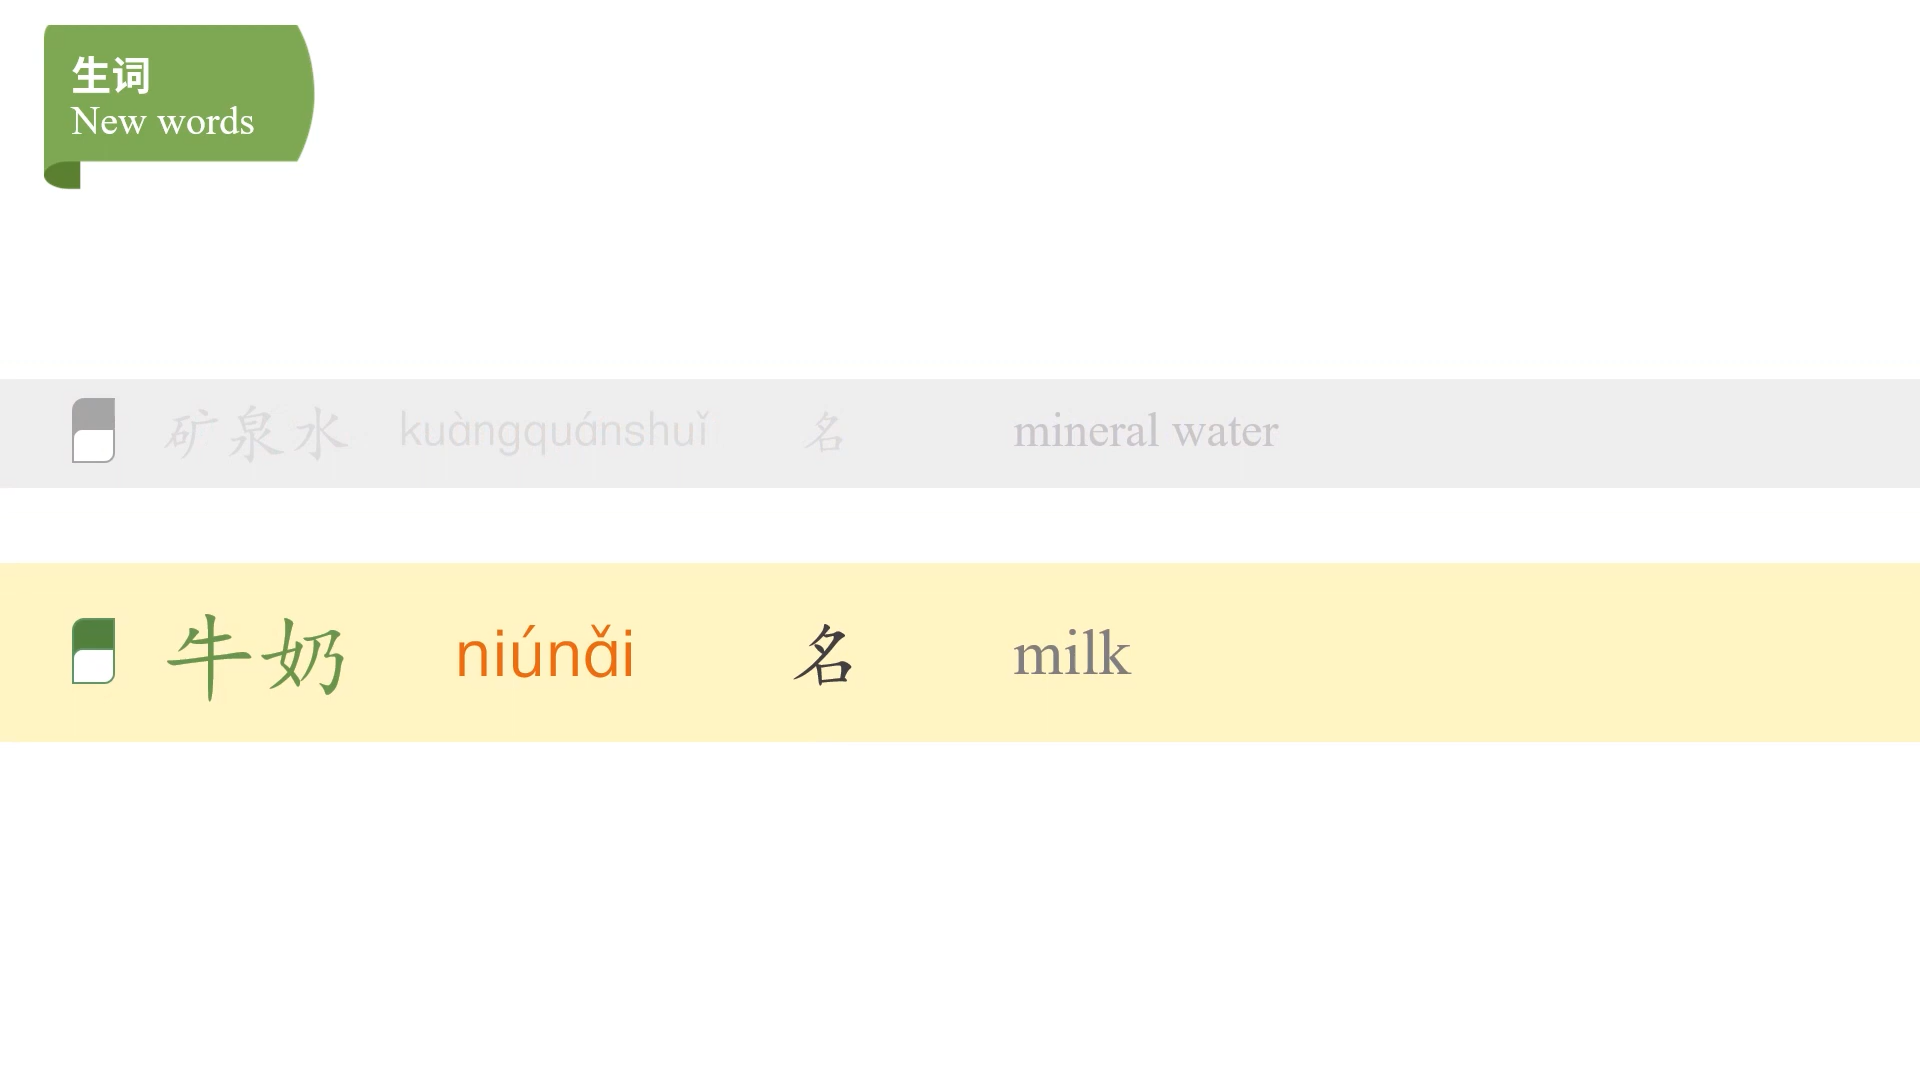 生词
New words
矿泉水 kuàngquánshuǐ 名 mineral water
牛奶 niúnǎi 名 milk